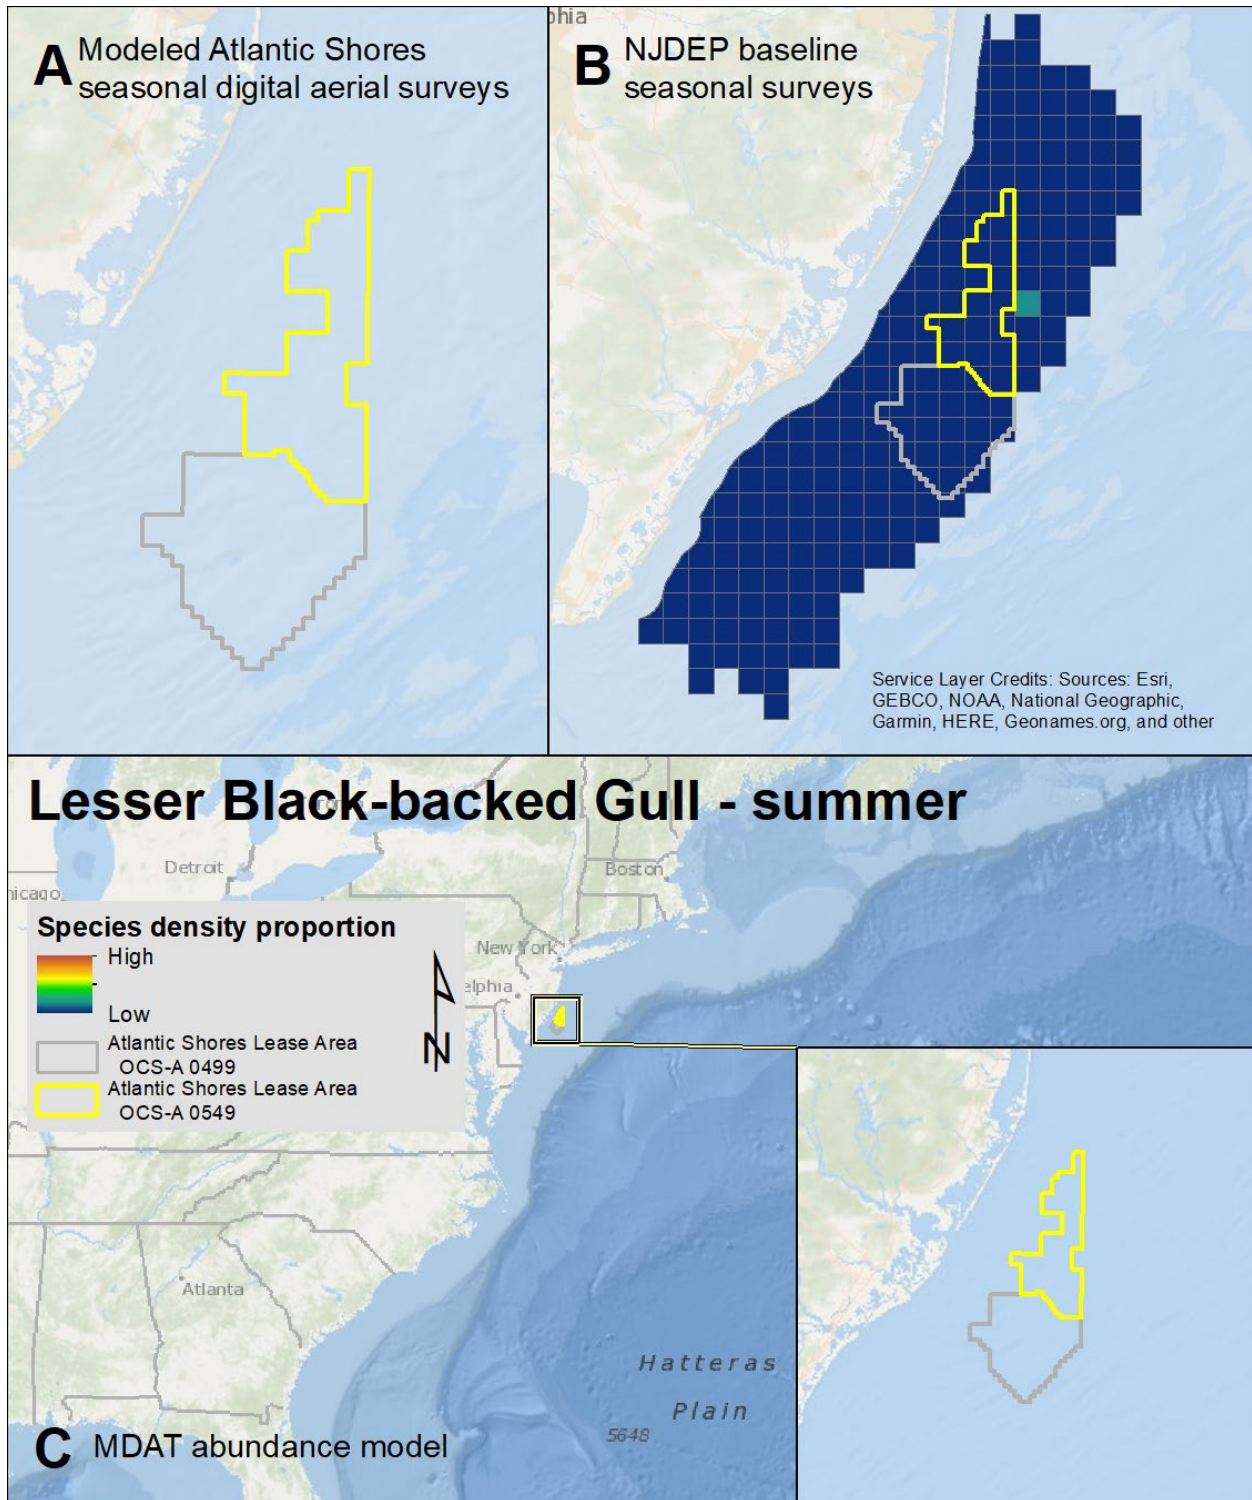 phia
A Modeled Atlantic Shores
seasonal digital aerial surveys
B NJDEP baseline
seasonal surveys
Service Layer Credits: Sources: Esri,
GEBCO, NOAA, National Geographic,
Garmin, HERE, Geonames.org, and other
Lesser Black-backed Gull - summer
Detroit
Boston
hicago
Species density proportion
High
Low
Atlantic Shores Lease Area
OCS-A 0499
Atlantic Shores Lease Area
OCS-A 0549
N
New York
elphia
Atlanta
Hatteras
Plain
5648
C MDAT abundance model